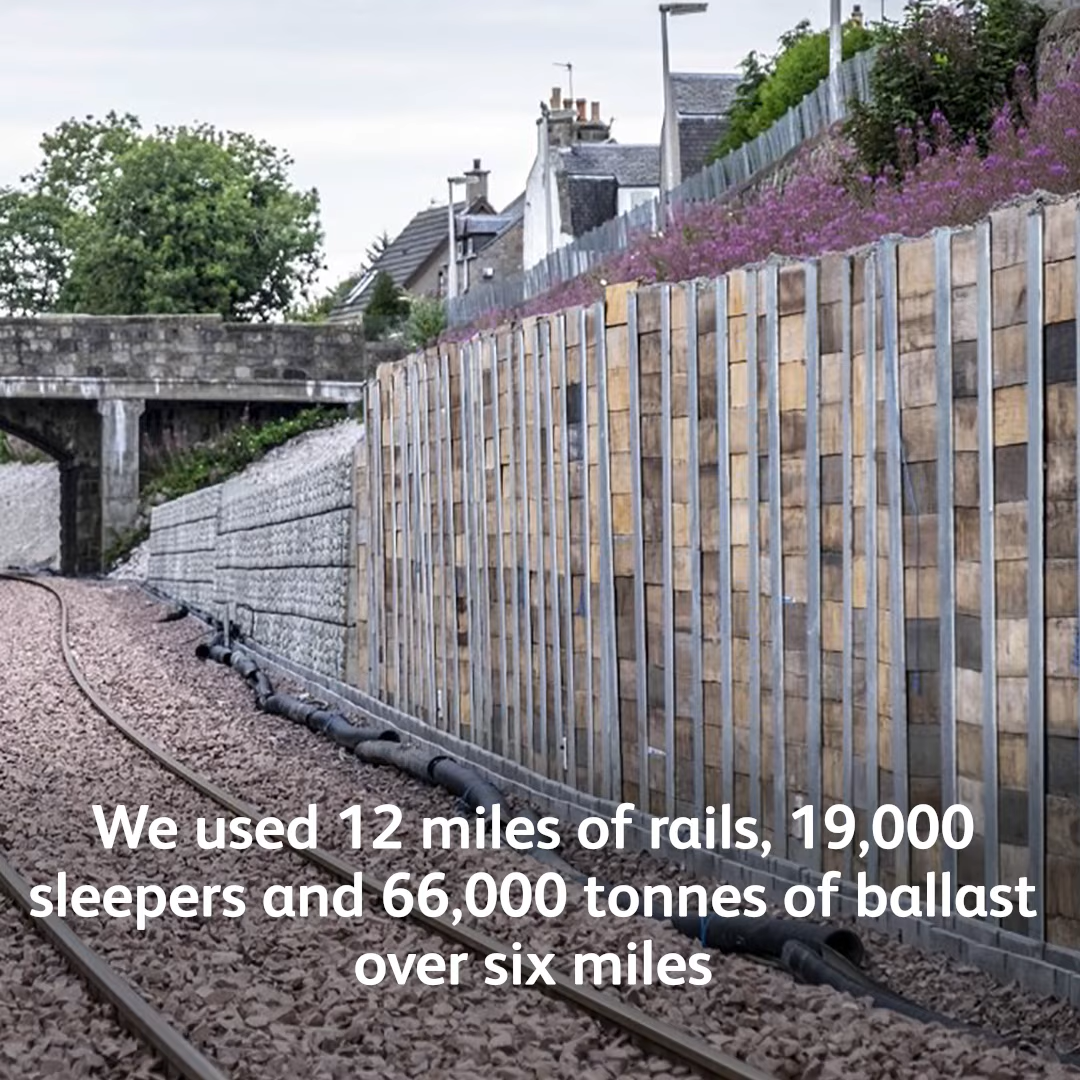 We used 12 miles of rails, 19,000
sleepers and 66,000 tonnes of ballast
over six miles